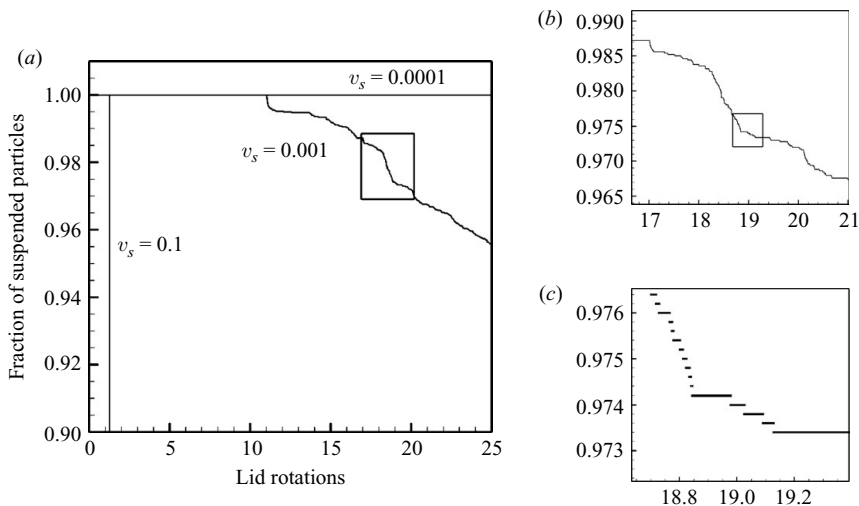 (a)
Fraction of suspended particles
1.00
0.98
0.96
0.94
0.92
0.90
v_s = 0.0001
v_s = 0.001
v_s = 0.1
0 5 10 15 20 25
Lid rotations
(b)
0.990
0.985
0.980
0.975
0.970
0.965
17 18 19 20 21
(c)
0.976
0.975
0.974
0.973
18.8 19.0 19.2